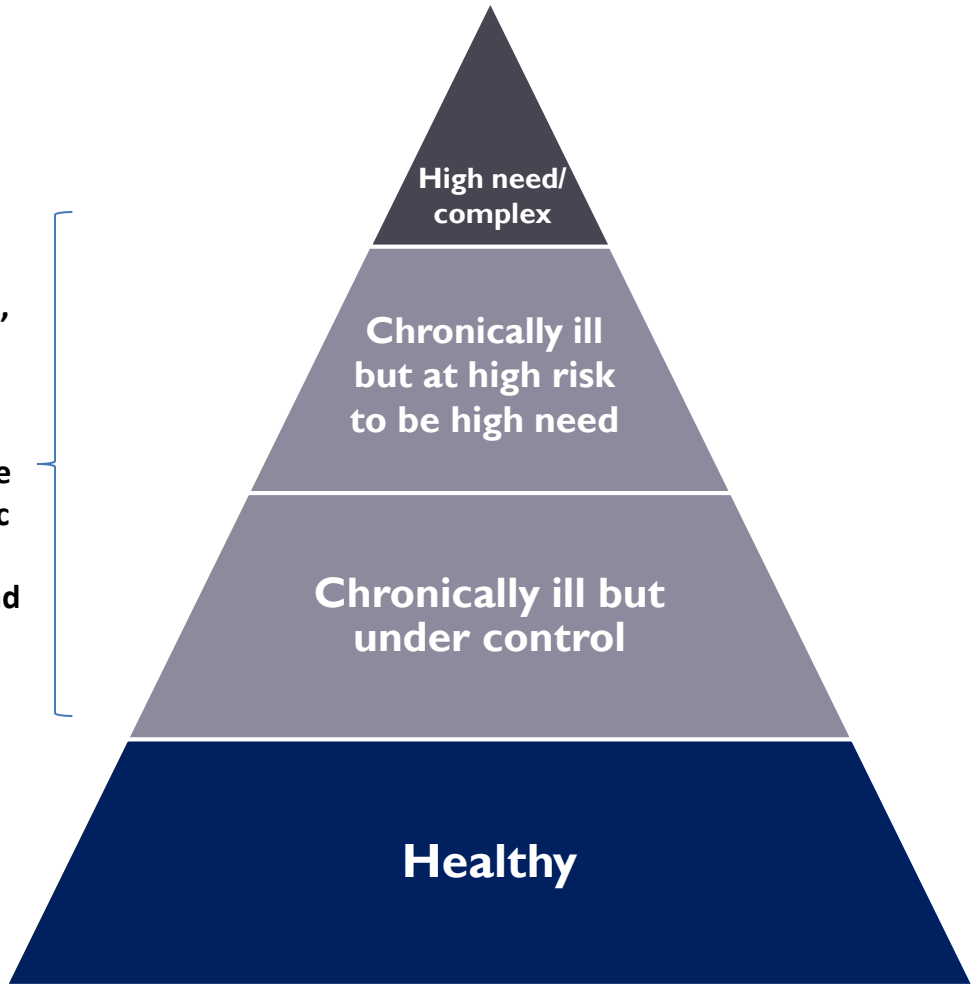 High need/
complex
,
Chronically ill
but at high risk
to be high need
e
c
Chronically ill but
under control
d
Healthy